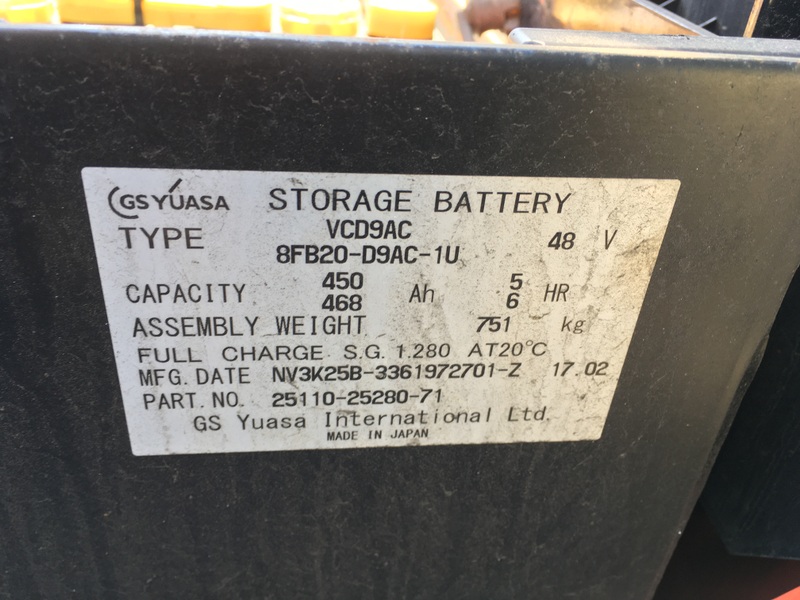 GS YUASA STORAGE BATTERY
TYPE VCD9AC 48 V
8FB20-D9AC-1U
CAPACITY 450 Ah 5 HR
468 6
ASSEMBLY WEIGHT 751 kg
FULL CHARGE S.G. 1.280 AT20°C
MFG. DATE NV3K25B-3361972701-Z 17.02
PART. NO. 25110-25280-71
GS Yuasa International Ltd.
MADE IN JAPAN